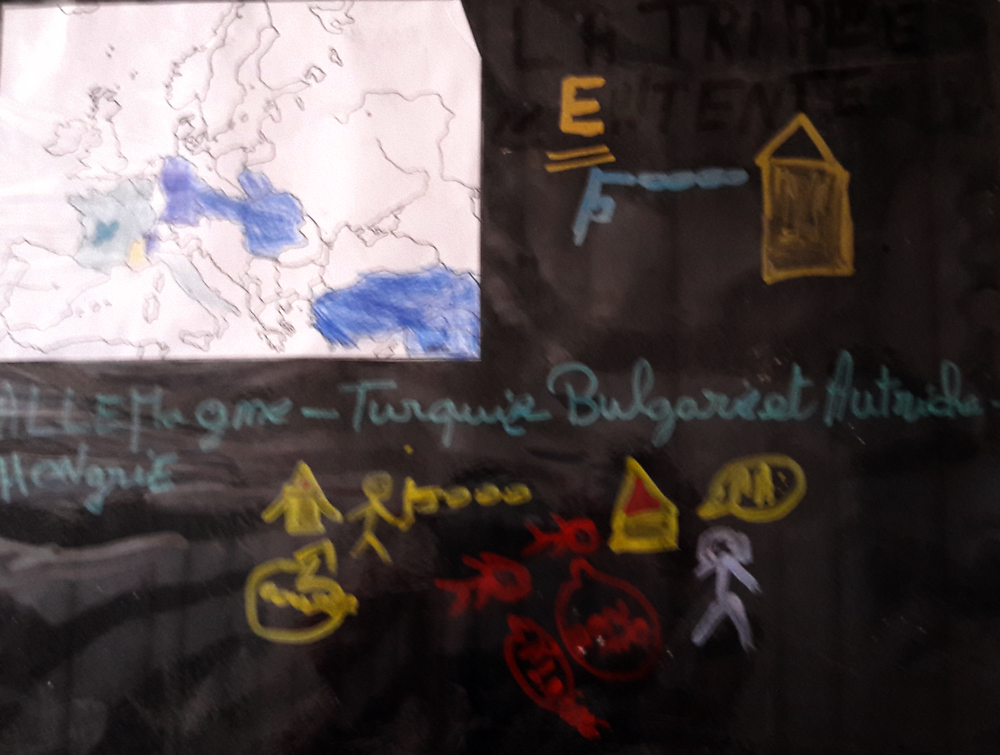 LA TRIPLE
ENTENTE
E
ALLEMagne - Turquie Bulgarie et Autriche -
Hongrie